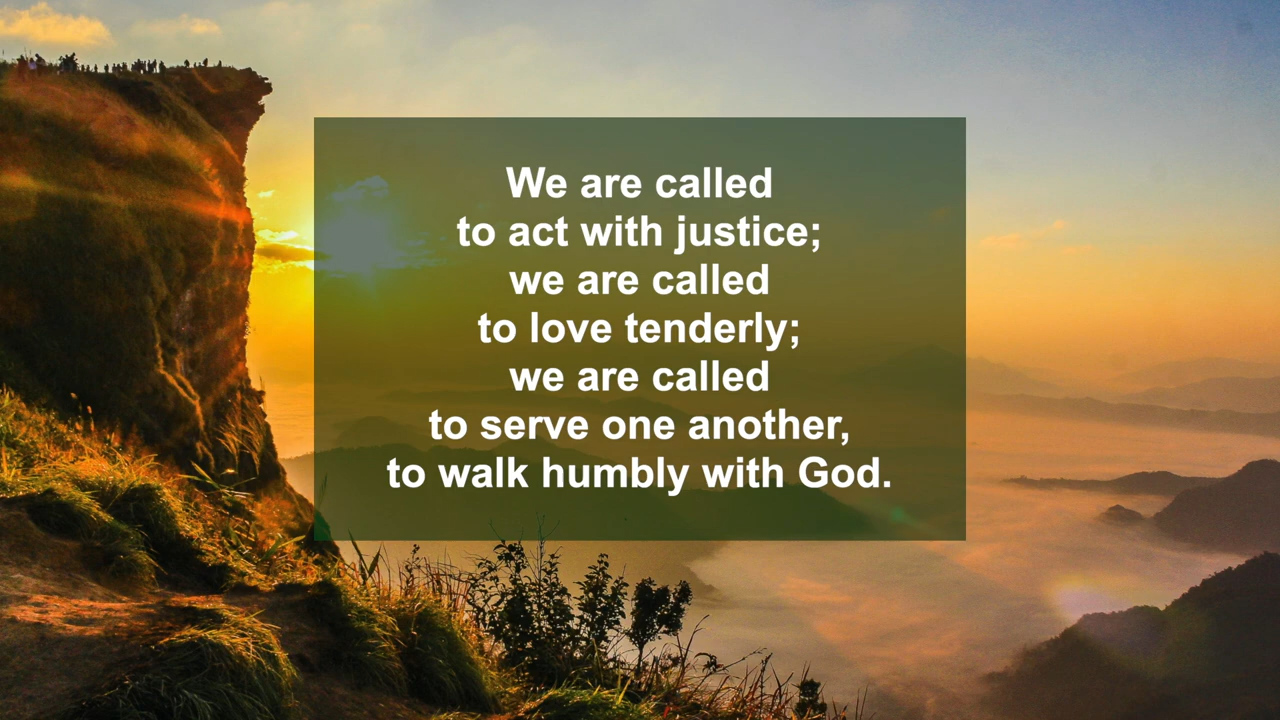 We are called
to act with justice;
we are called
to love tenderly;
we are called
to serve one another,
to walk humbly with God.